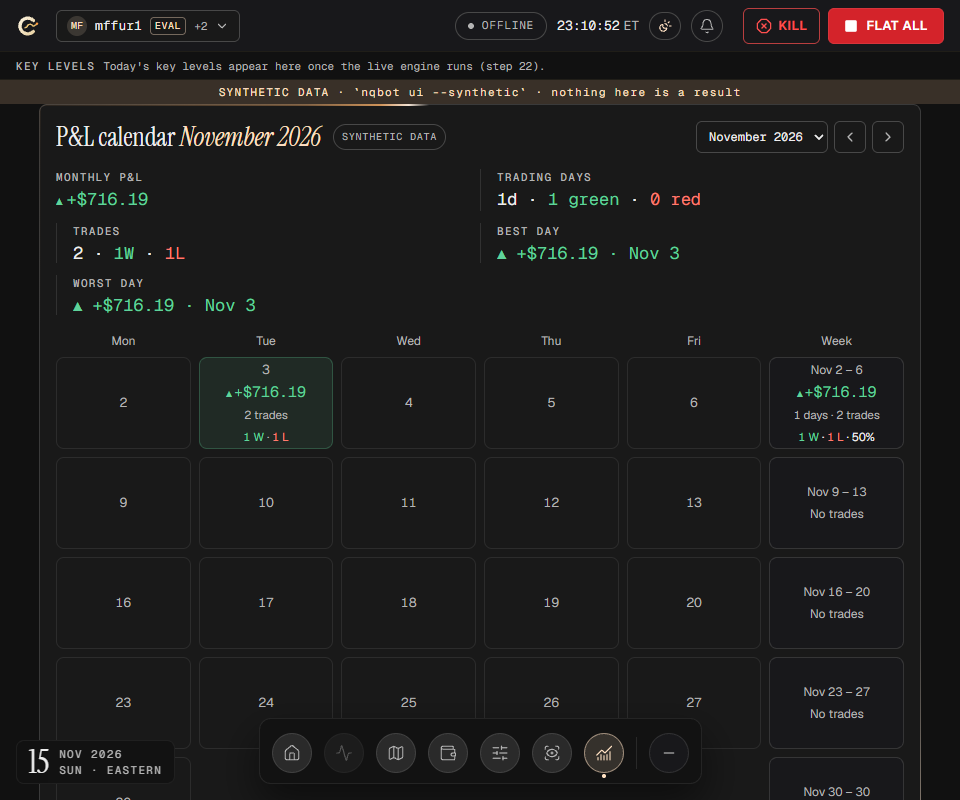 MF mffur1 EVAL +2 OFFLINE 23:10:52 ET KILL FLAT ALL
KEY LEVELS Today's key levels appear here once the live engine runs (step 22).
SYNTHETIC DATA · `nqbot ui --synthetic` · nothing here is a result
P&L calendar November 2026 SYNTHETIC DATA November 2026
MONTHLY P&L TRADING DAYS
▲+$716.19 1d · 1 green · 0 red
TRADES BEST DAY
2 · 1W · 1L ▲ +$716.19 · Nov 3
WORST DAY
▲ +$716.19 · Nov 3
Mon Tue Wed Thu Fri Week
2 3 4 5 6 Nov 2 – 6
▲+$716.19 ▲+$716.19
2 trades 1 days · 2 trades
1 W · 1 L 1 W · 1 L · 50%
9 10 11 12 13 Nov 9 – 13
No trades
16 17 18 19 20 Nov 16 – 20
No trades
23 24 25 26 27 Nov 23 – 27
No trades
15 NOV 2026
SUN · EASTERN
Nov 30 – 30